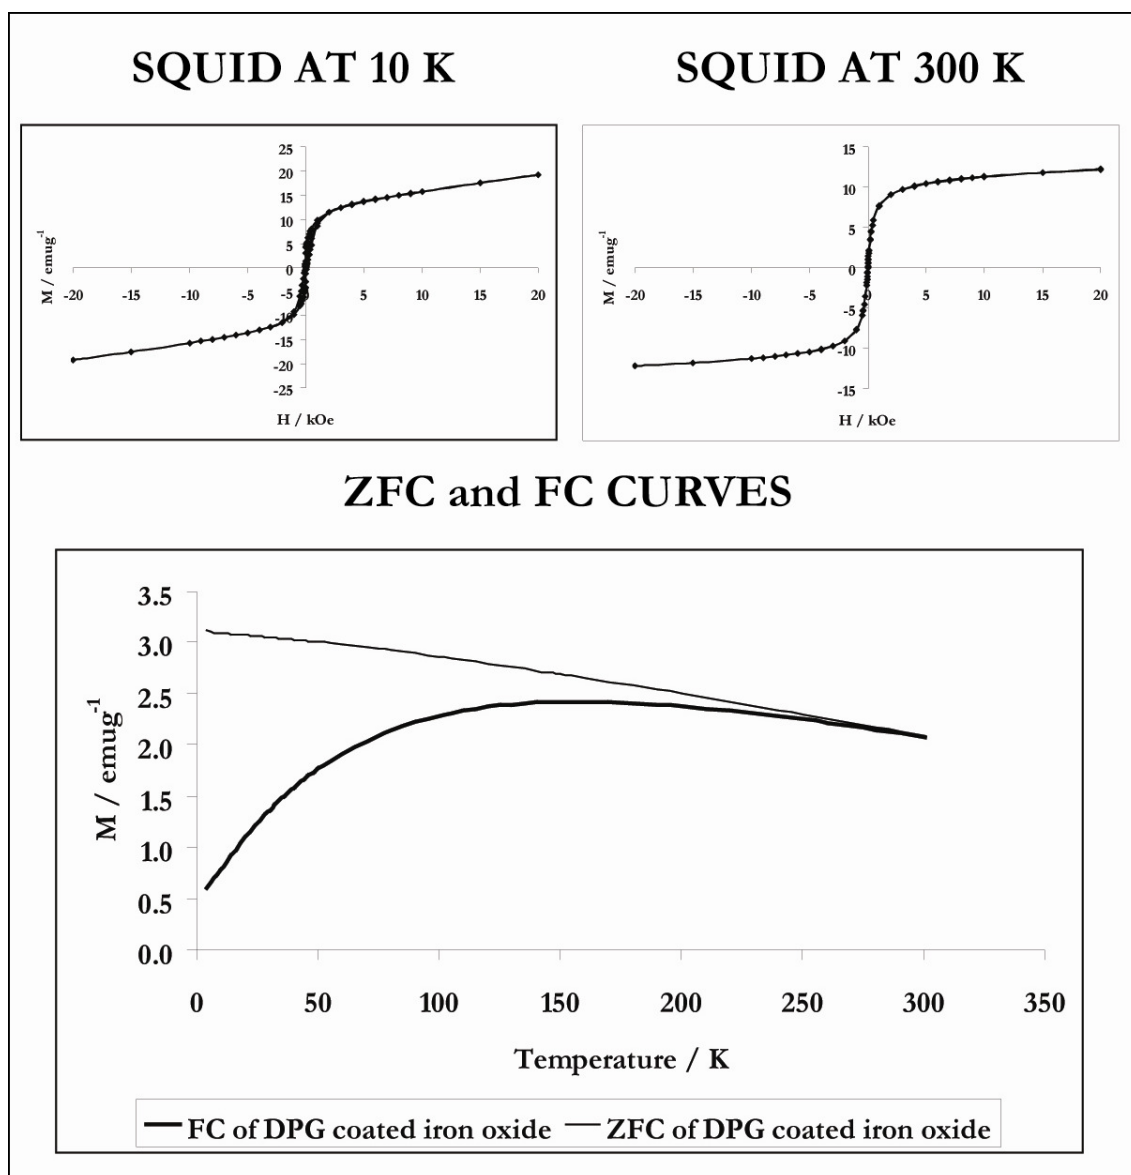 SQUID AT 10 K
SQUID AT 300 K
25
20
15
10
5
0
-5
-10
-15
-20
-25
-20 -15 -10 -5 0 5 10 15 20
M / emug⁻¹
H / kOe
15
10
5
0
-5
-10
-15
-20 -15 -10 -5 0 5 10 15 20
M / emug⁻¹
H / kOe
ZFC and FC CURVES
3.5
3.0
2.5
2.0
1.5
1.0
0.5
0.0
M / emug⁻¹
0 50 100 150 200 250 300 350
Temperature / K
FC of DPG coated iron oxide ZFC of DPG coated iron oxide